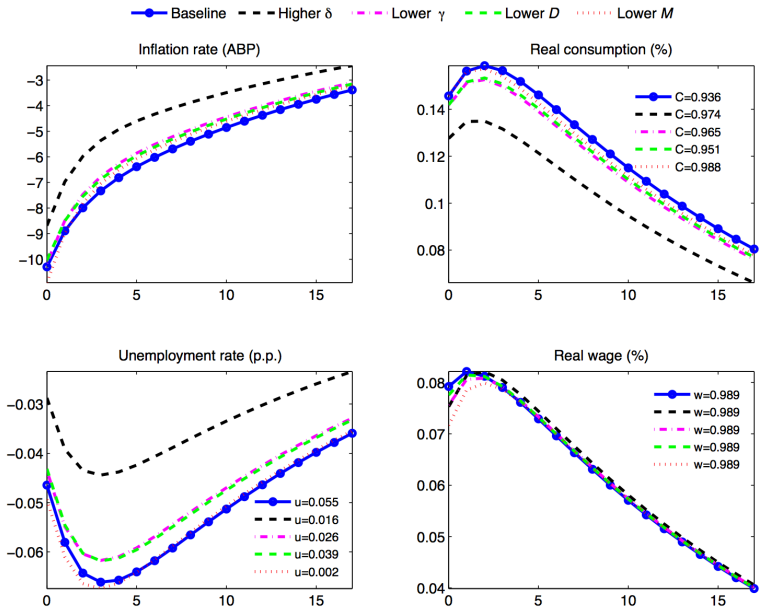 Baseline Higher δ Lower γ Lower D Lower M
Inflation rate (ABP)
−3
−4
−5
−6
−7
−8
−9
−10
0 5 10 15
Real consumption (%)
0.14
0.12
0.1
0.08
C=0.936
C=0.974
C=0.965
C=0.951
C=0.988
0 5 10 15
Unemployment rate (p.p.)
−0.03
−0.04
−0.05
−0.06
u=0.055
u=0.016
u=0.026
u=0.039
u=0.002
0 5 10 15
Real wage (%)
0.08
0.07
0.06
0.05
0.04
w=0.989
w=0.989
w=0.989
w=0.989
w=0.989
0 5 10 15